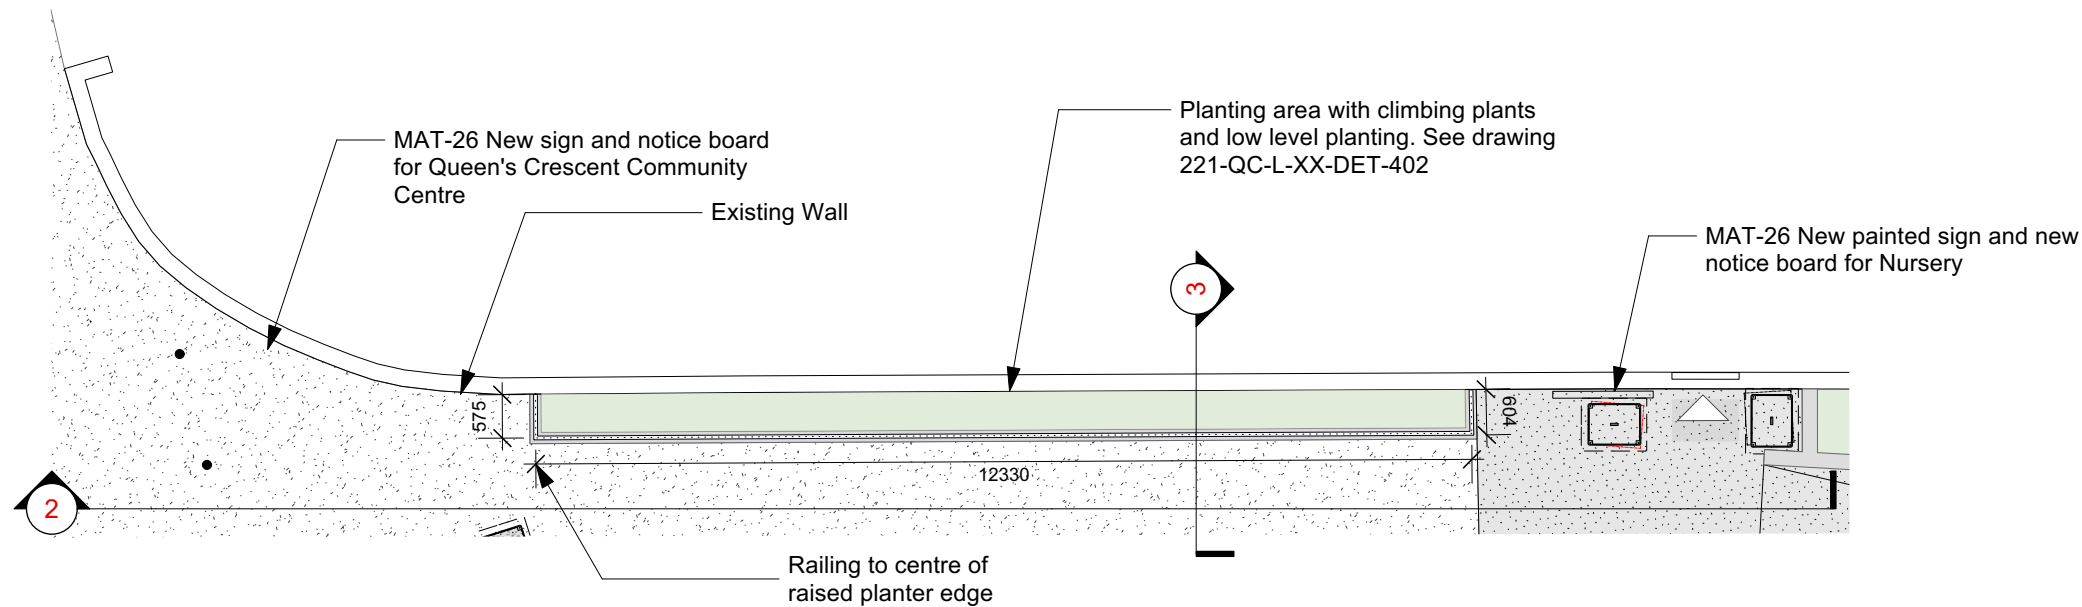 Planting area with climbing plants
and low level planting. See drawing
221-QC-L-XX-DET-402
MAT-26 New sign and notice board
for Queen's Crescent Community
Centre
Existing Wall
MAT-26 New painted sign and new
notice board for Nursery
3
575
604
12330
2
Railing to centre of
raised planter edge